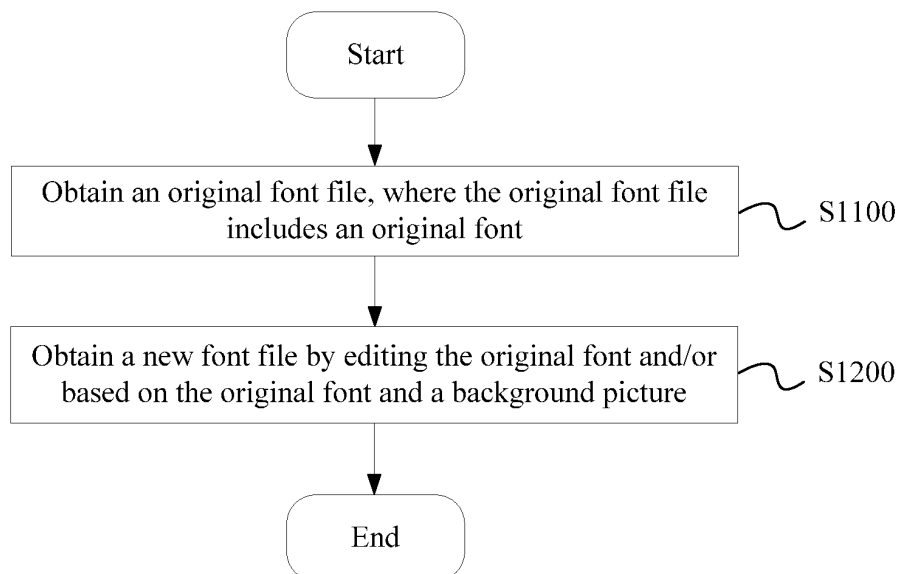 Start
Obtain an original font file, where the original font file
includes an original font
S1100
Obtain a new font file by editing the original font and/or
based on the original font and a background picture
S1200
End